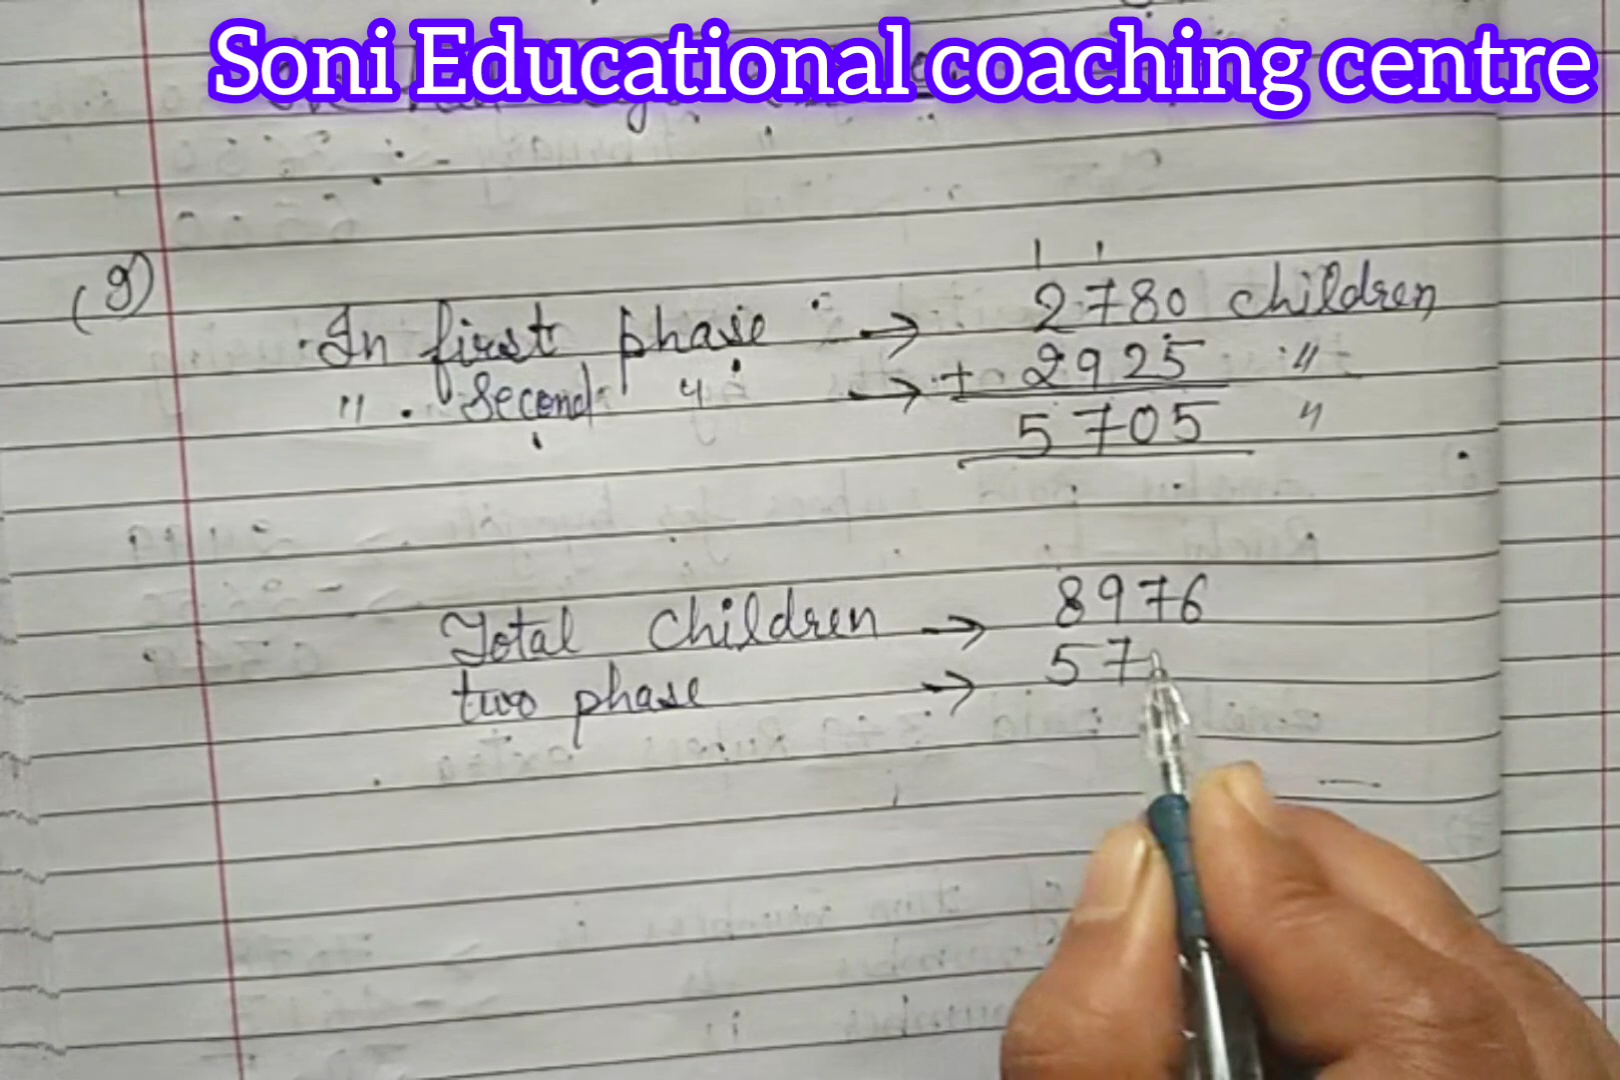 Soni Educational coaching centre
(9)
In first phase → 2780 children
" Second " → + 2925 "
5705 "
Total Children → 8976
two phase → 57